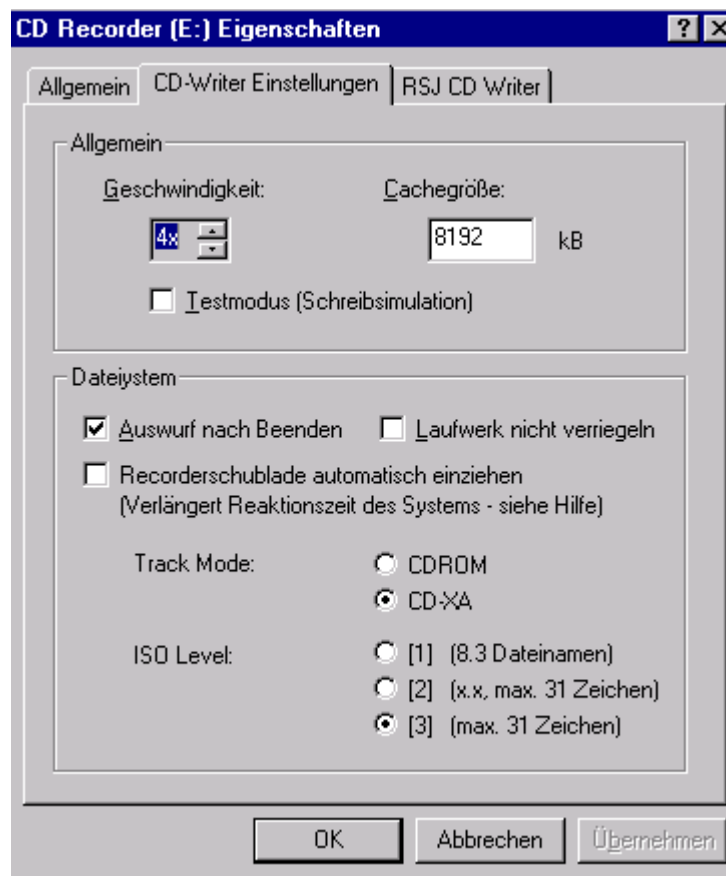 CD Recorder (E:) Eigenschaften
Allgemein CD-Writer Einstellungen RSJ CD Writer
Allgemein
Geschwindigkeit: Cachegröße:
4x 8192 kB
Testmodus (Schreibsimulation)
Dateiystem
Auswurf nach Beenden Laufwerk nicht verriegeln
Recorderschublade automatisch einziehen
(Verlängert Reaktionszeit des Systems - siehe Hilfe)
Track Mode: CDROM
CD-XA
ISO Level: [1] (8.3 Dateinamen)
[2] (x.x, max. 31 Zeichen)
[3] (max. 31 Zeichen)
OK Abbrechen Übernehmen